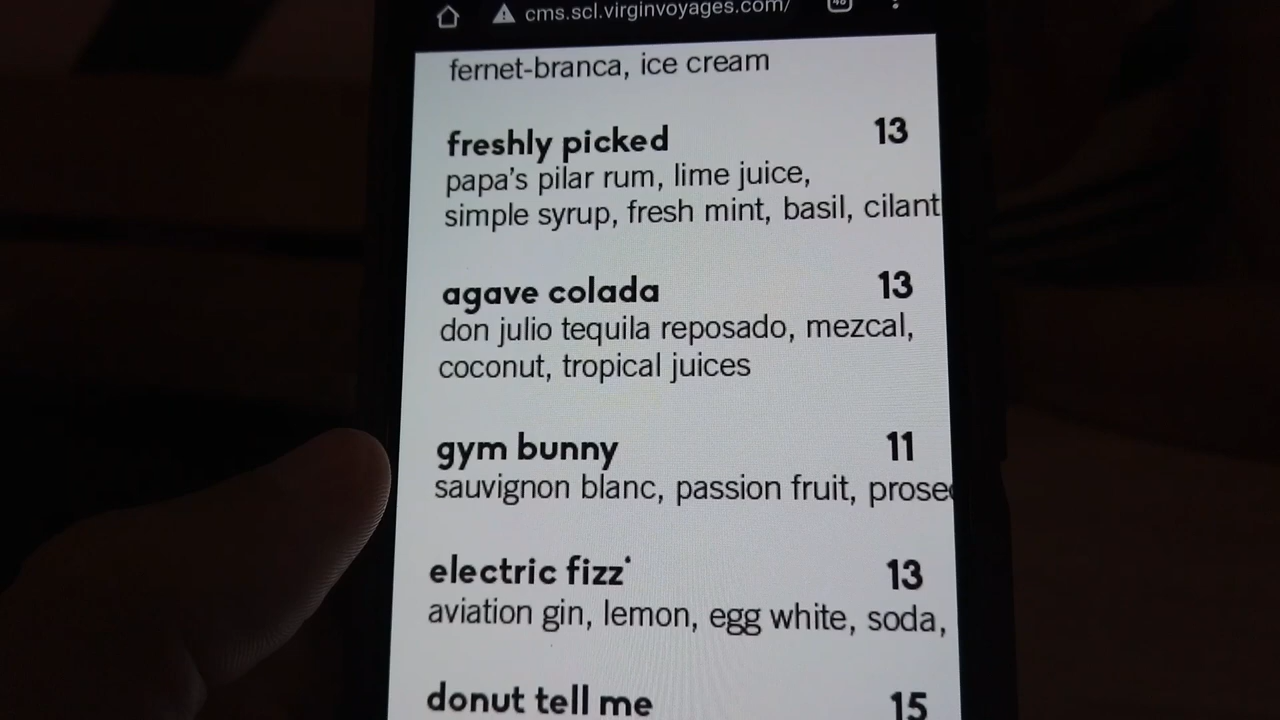 cms.scl.virginvoyages.com/
fernet-branca, ice cream
freshly picked 13
papa's pilar rum, lime juice,
simple syrup, fresh mint, basil, cilant
agave colada 13
don julio tequila reposado, mezcal,
coconut, tropical juices
gym bunny 11
sauvignon blanc, passion fruit, prosec
electric fizz* 13
aviation gin, lemon, egg white, soda,
donut tell me 15